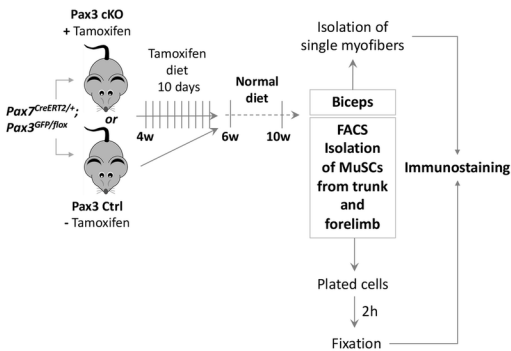 Pax3 cKO
+ Tamoxifen
Pax7CreERT2/+;
Pax3GFP/flox
or
Pax3 Ctrl
- Tamoxifen
Tamoxifen
diet
10 days
4w
Normal
diet
6w
10w
Isolation of
single myofibers
Biceps
FACS
Isolation
of MuSCs
from trunk
and
forelimb
Immunostaining
Plated cells
2h
Fixation